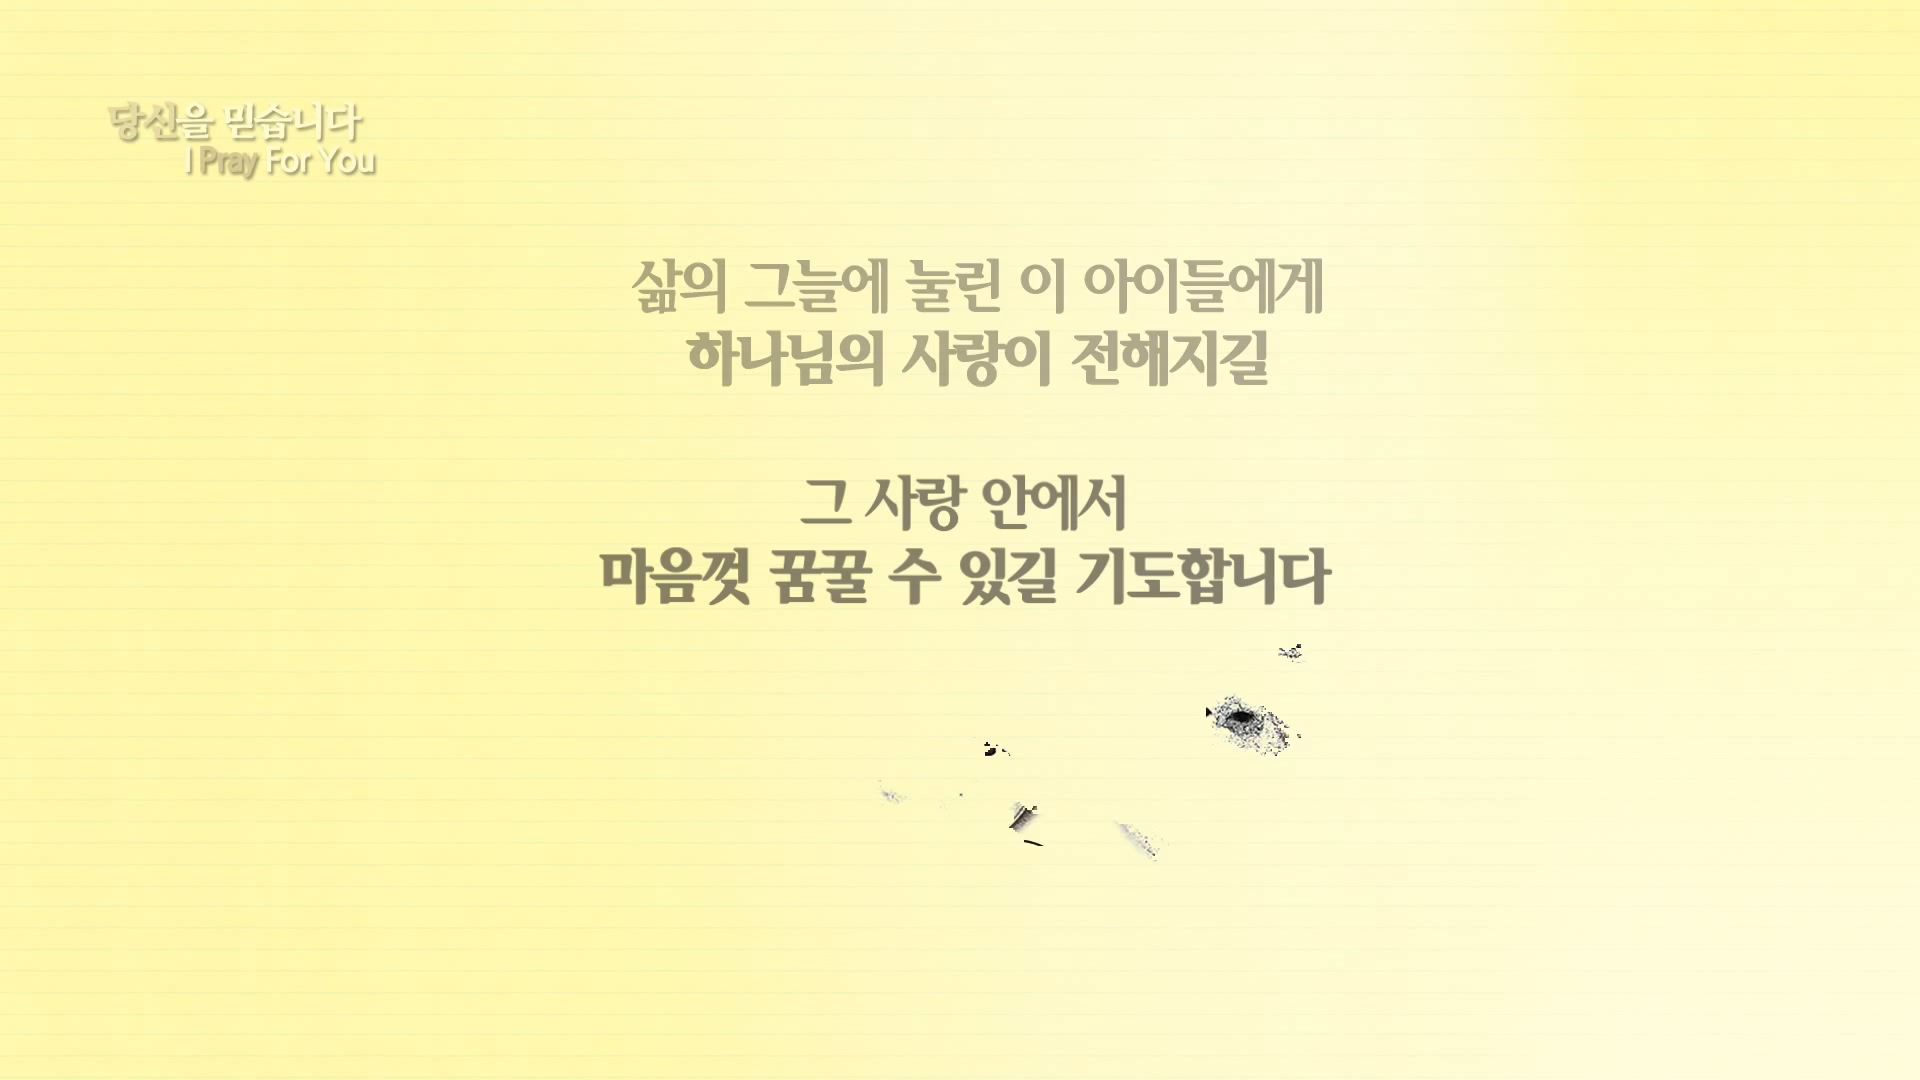 당신을 믿습니다
I Pray For You
삶의 그늘에 눌린 이 아이들에게
하나님의 사랑이 전해지길
그 사랑 안에서
마음껏 꿈꿀 수 있길 기도합니다